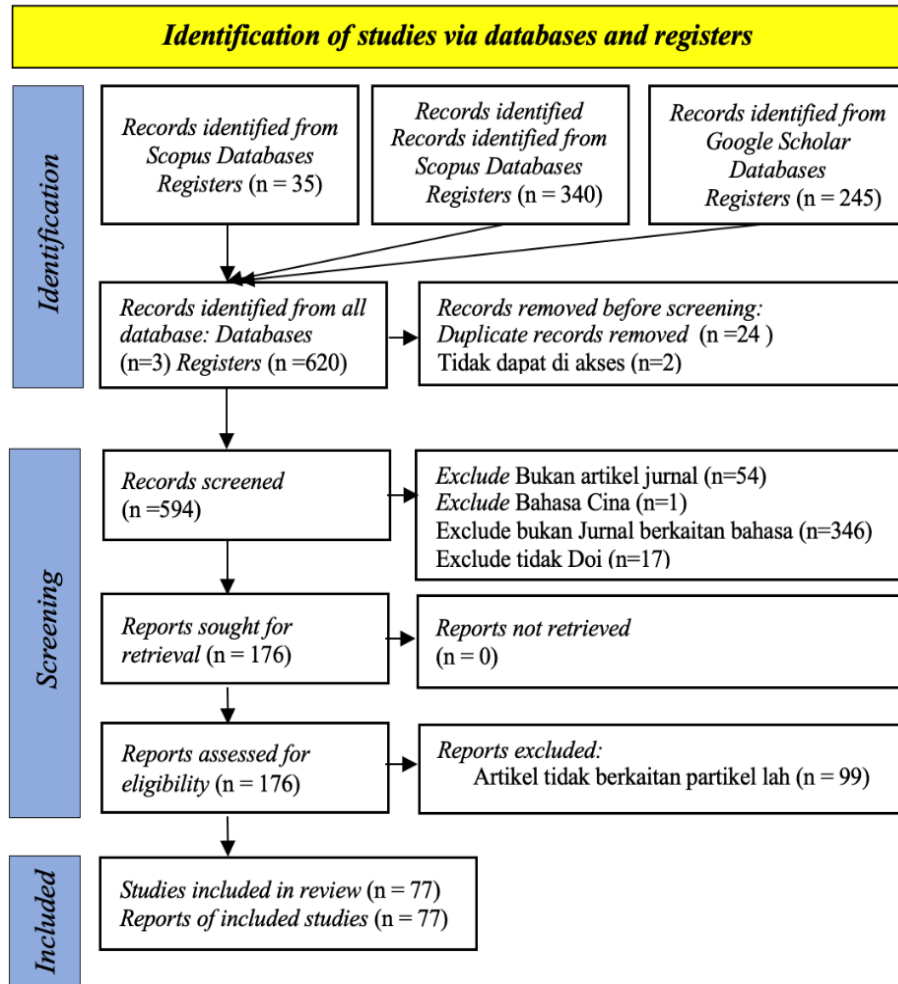 Identification of studies via databases and registers
Identification
Records identified from
Scopus Databases
Registers (n = 35)
Records identified
Records identified from
Scopus Databases
Registers (n = 340)
Records identified from
Google Scholar
Databases
Registers (n = 245)
Records identified from all
database: Databases
(n=3) Registers (n =620)
Records removed before screening:
Duplicate records removed (n =24 )
Tidak dapat di akses (n=2)
Screening
Records screened
(n =594)
Exclude Bukan artikel jurnal (n=54)
Exclude Bahasa Cina (n=1)
Exclude bukan Jurnal berkaitan bahasa (n=346)
Exclude tidak Doi (n=17)
Reports sought for
retrieval (n = 176)
Reports not retrieved
(n = 0)
Reports assessed for
eligibility (n = 176)
Reports excluded:
Artikel tidak berkaitan partikel lah (n = 99)
Included
Studies included in review (n = 77)
Reports of included studies (n = 77)